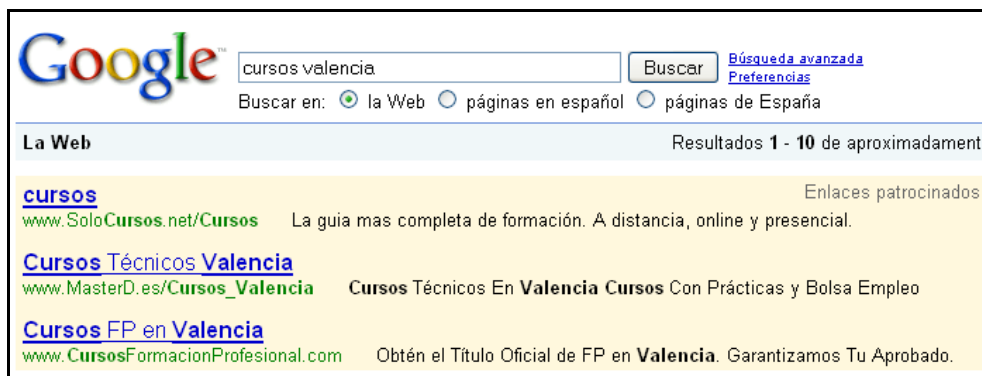 Google™
cursos valencia
Buscar
Búsqueda avanzada
Preferencias
Buscar en: la Web páginas en español páginas de España
La Web Resultados 1 - 10 de aproximadament
cursos Enlaces patrocinados
www.SoloCursos.net/Cursos La guia mas completa de formación. A distancia, online y presencial.
Cursos Técnicos Valencia
www.MasterD.es/Cursos_Valencia Cursos Técnicos En Valencia Cursos Con Prácticas y Bolsa Empleo
Cursos FP en Valencia
www.CursosFormacionProfesional.com Obtén el Título Oficial de FP en Valencia. Garantizamos Tu Aprobado.